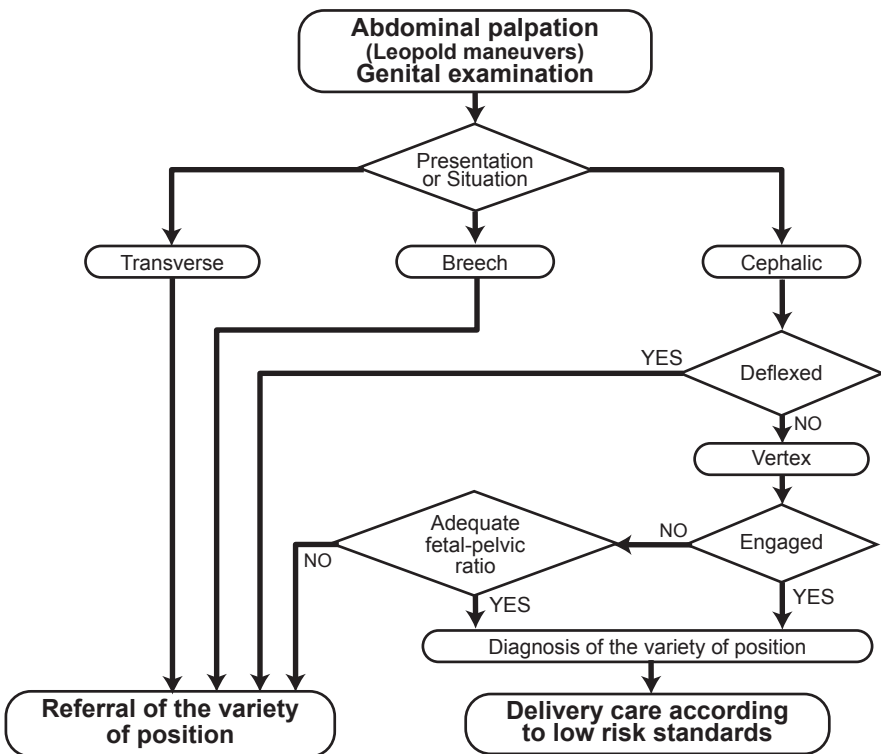 Abdominal palpation
(Leopold maneuvers)
Genital examination
Presentation
or Situation
Transverse
Breech
Cephalic
YES
Deflexed
NO
Vertex
Adequate
fetal-pelvic
ratio
NO
Engaged
NO
YES
YES
Diagnosis of the variety of position
Referral of the variety
of position
Delivery care according
to low risk standards